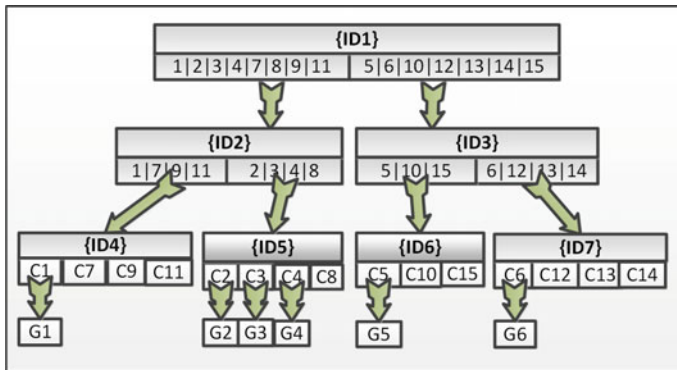 {ID1}
1|2|3|4|7|8|9|11 5|6|10|12|13|14|15
{ID2} {ID3}
1|7|9|11 2|3|4|8 5|10|15 6|12|13|14
{ID4} {ID5} {ID6} {ID7}
C1 C7 C9 C11 C2 C3 C4 C8 C5 C10 C15 C6 C12 C13 C14
G1 G2 G3 G4 G5 G6